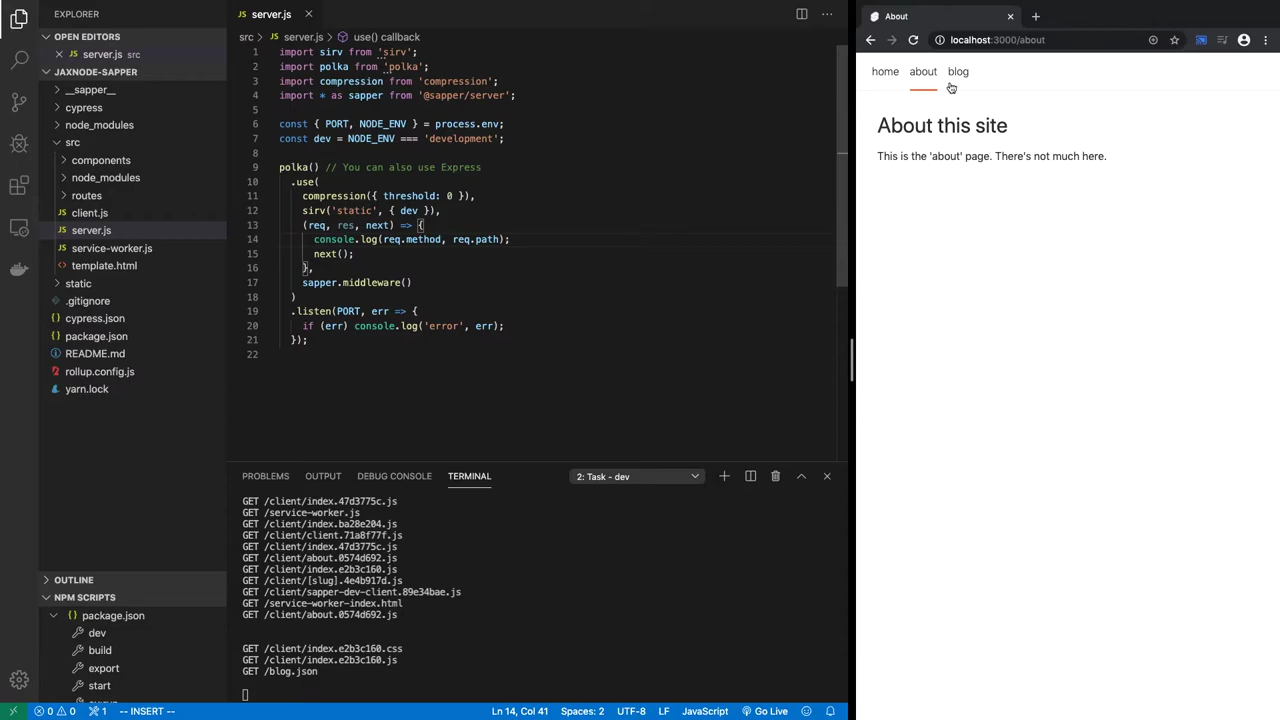 EXPLORER
OPEN EDITORS
server.js src
JAXNODE-SAPPER
__sapper__
cypress
node_modules
src
components
node_modules
routes
client.js
server.js
service-worker.js
template.html
static
.gitignore
cypress.json
package.json
README.md
rollup.config.js
yarn.lock
OUTLINE
NPM SCRIPTS
package.json
dev
build
export
start
server.js
src > server.js > use() callback
1 import sirv from 'sirv';
2 import polka from 'polka';
3 import compression from 'compression';
4 import * as sapper from '@sapper/server';
5
6 const { PORT, NODE_ENV } = process.env;
7 const dev = NODE_ENV === 'development';
8
9 polka() // You can also use Express
10 .use(
11 compression({ threshold: 0 }),
12 sirv('static', { dev }),
13 (req, res, next) => {
14 console.log(req.method, req.path);
15 next();
16 },
17 sapper.middleware()
18 )
19 .listen(PORT, err => {
20 if (err) console.log('error', err);
21 });
22
PROBLEMS OUTPUT DEBUG CONSOLE TERMINAL 2: Task - dev
GET /client/index.47d3775c.js
GET /service-worker.js
GET /client/index.ba28e204.js
GET /client/client.71a8f77f.js
GET /client/index.47d3775c.js
GET /client/about.0574d692.js
GET /client/index.e2b3c160.js
GET /client/[slug].4e4b917d.js
GET /client/sapper-dev-client.89e34bae.js
GET /service-worker-index.html
GET /client/about.0574d692.js
GET /client/index.e2b3c160.css
GET /client/index.e2b3c160.js
GET /blog.json
0 0 1 -- INSERT -- Ln 14, Col 41 Spaces: 2 UTF-8 LF JavaScript Go Live
About
localhost:3000/about
home about blog
About this site
This is the 'about' page. There's not much here.